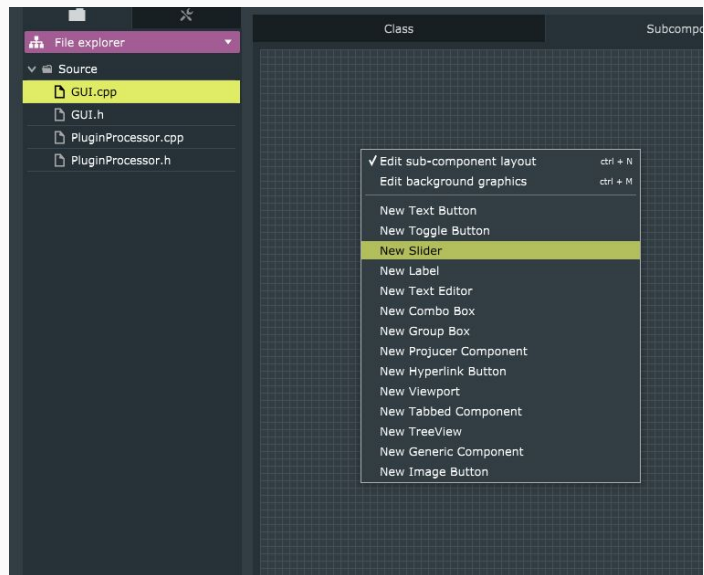 File explorer
Source
GUI.cpp
GUI.h
PluginProcessor.cpp
PluginProcessor.h
Class
Subcompo
Edit sub-component layout ctrl + N
Edit background graphics ctrl + M
New Text Button
New Toggle Button
New Slider
New Label
New Text Editor
New Combo Box
New Group Box
New Projucer Component
New Hyperlink Button
New Viewport
New Tabbed Component
New TreeView
New Generic Component
New Image Button